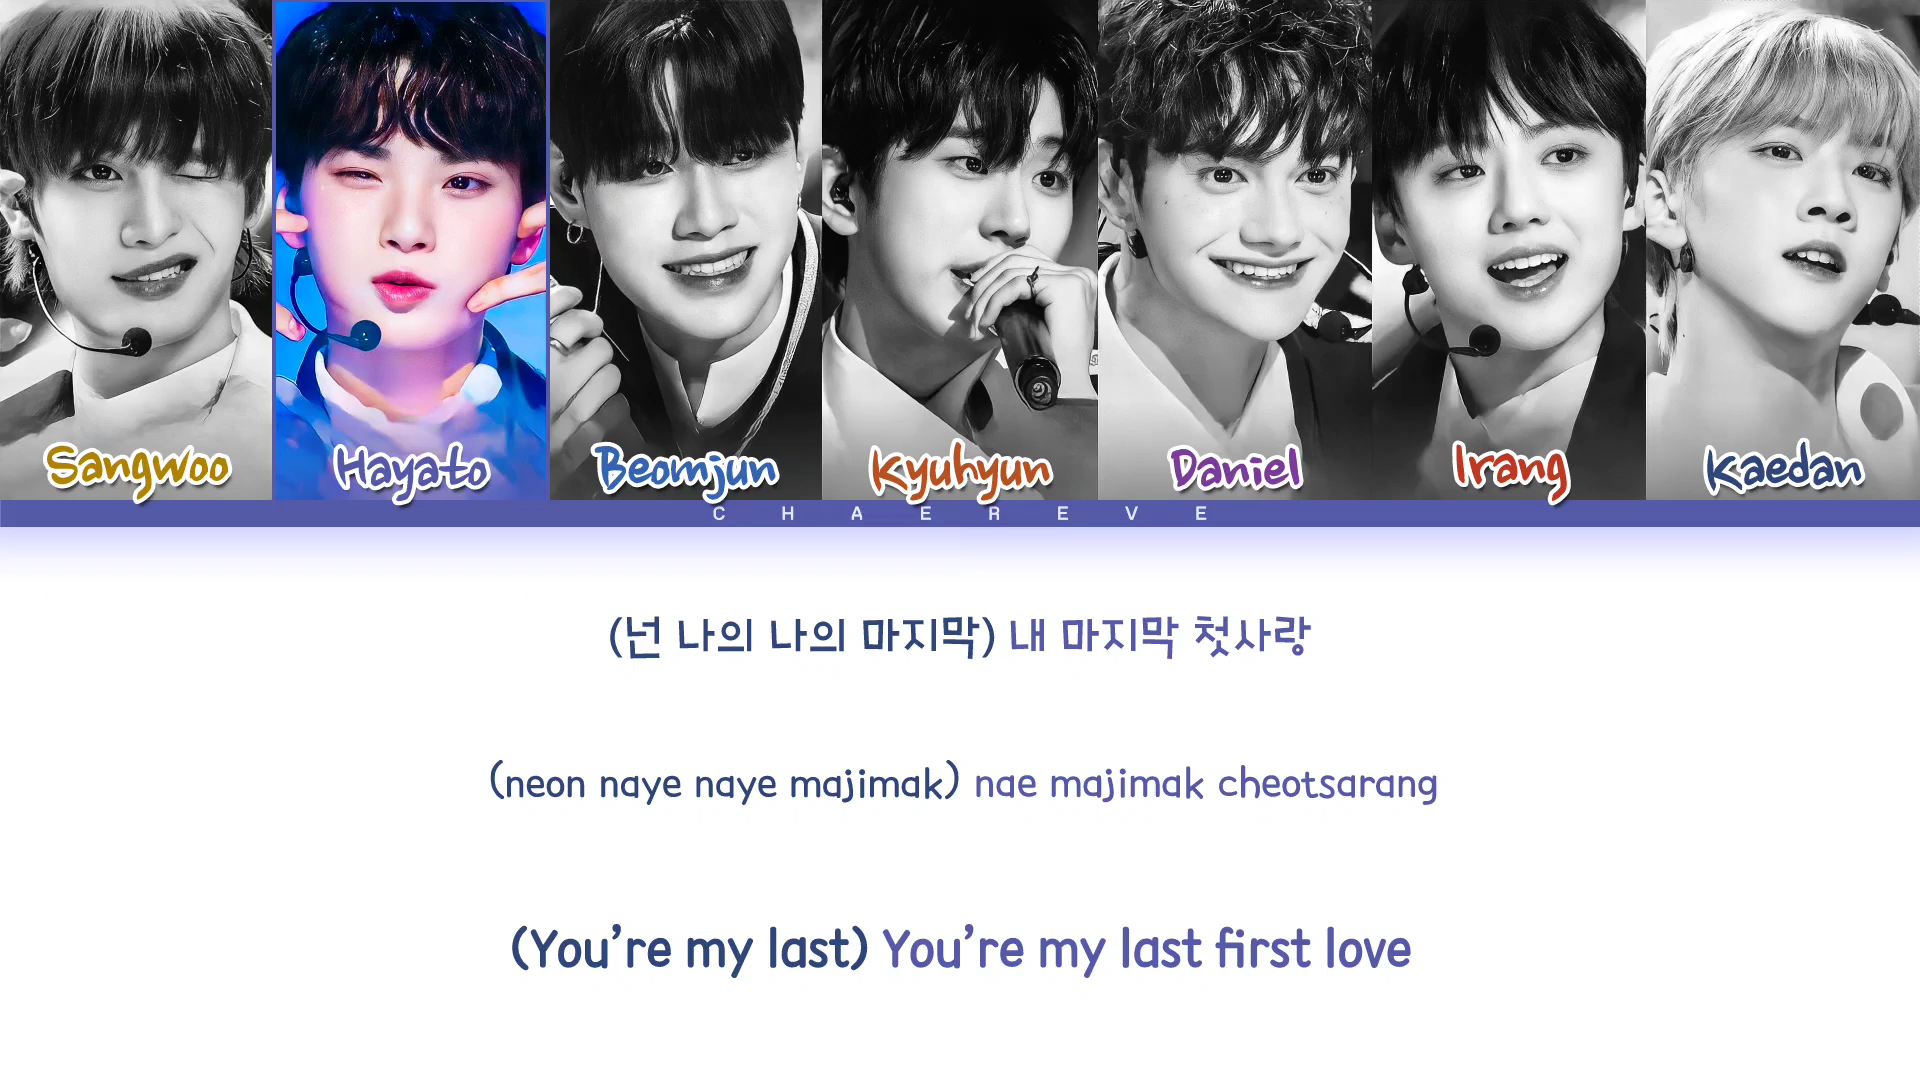 Sangwoo Hayato Beomjun Kyuhyun Daniel Irang Kaedan
CHAEREVE
(넌 나의 나의 마지막) 내 마지막 첫사랑
(neon naye naye majimak) nae majimak cheotsarang
(You’re my last) You’re my last first love